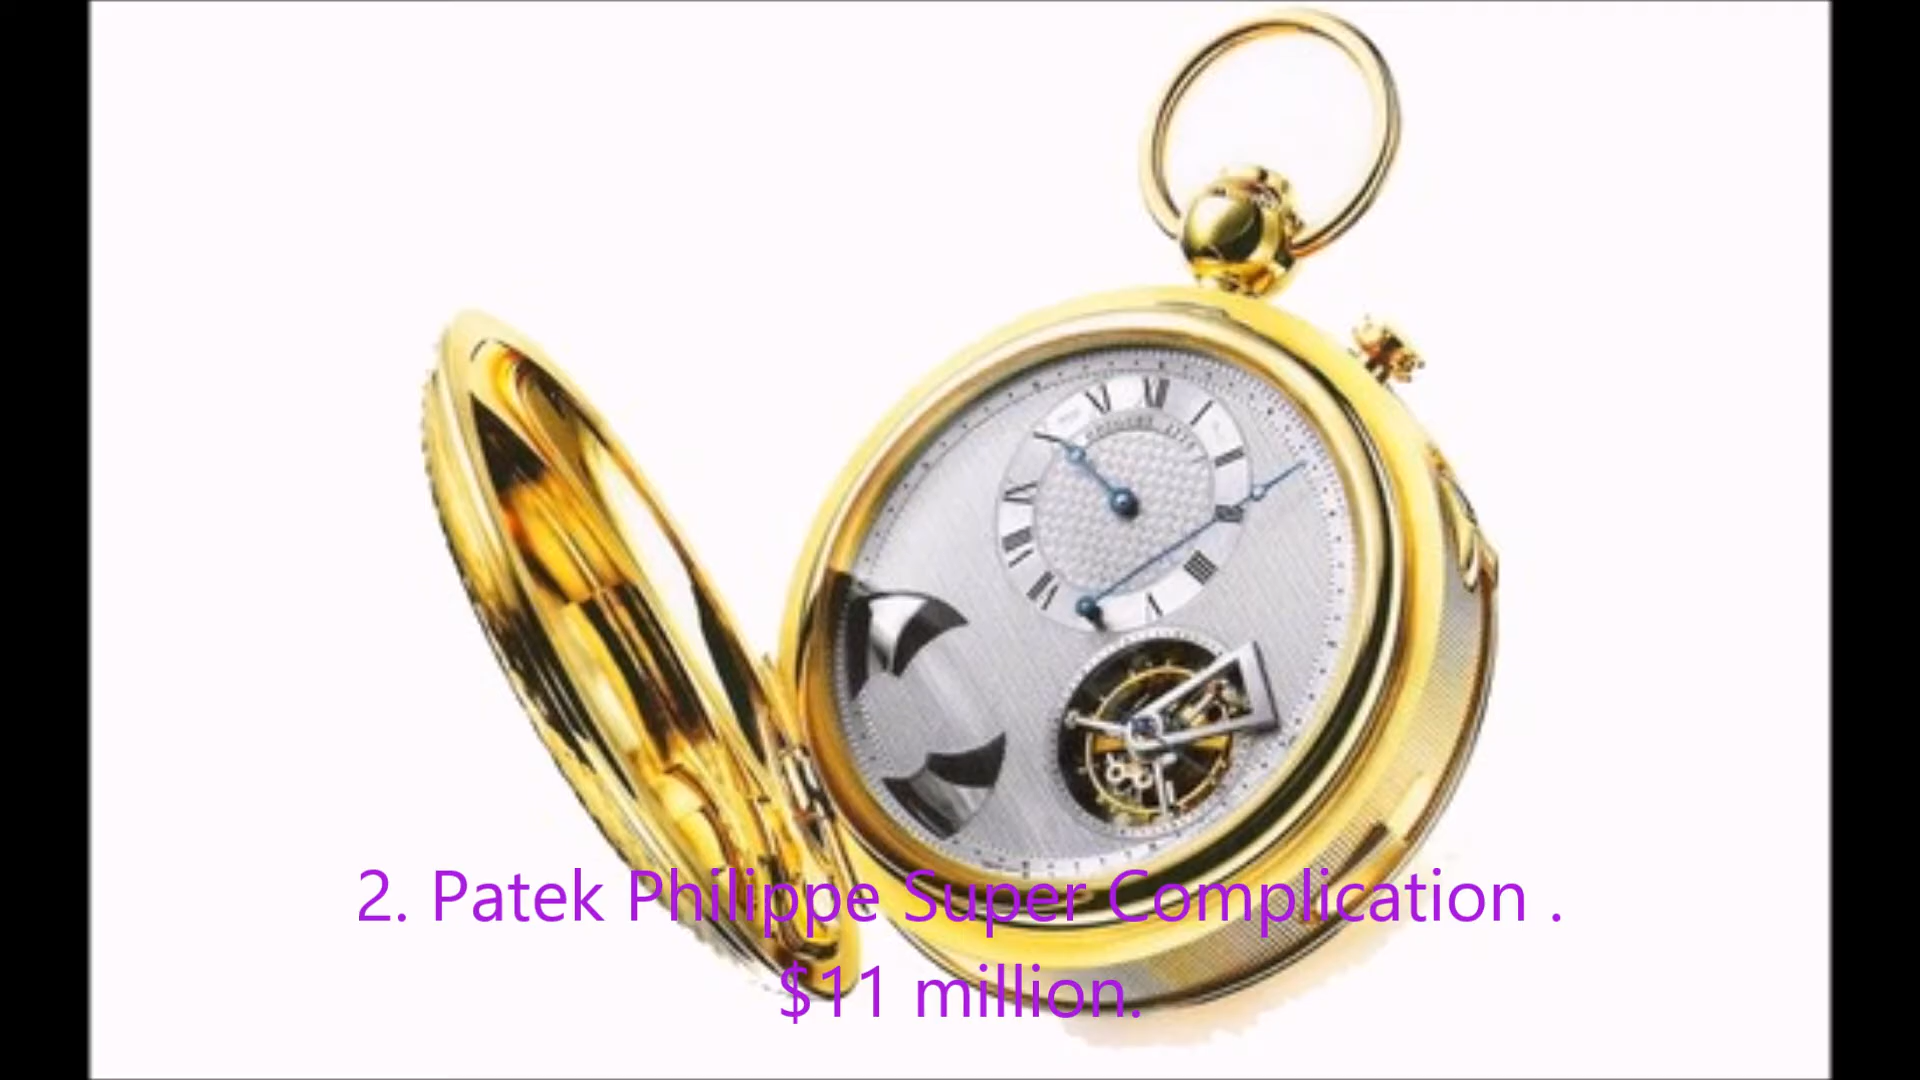 2. Patek Philippe Super Complication .
$11 million.